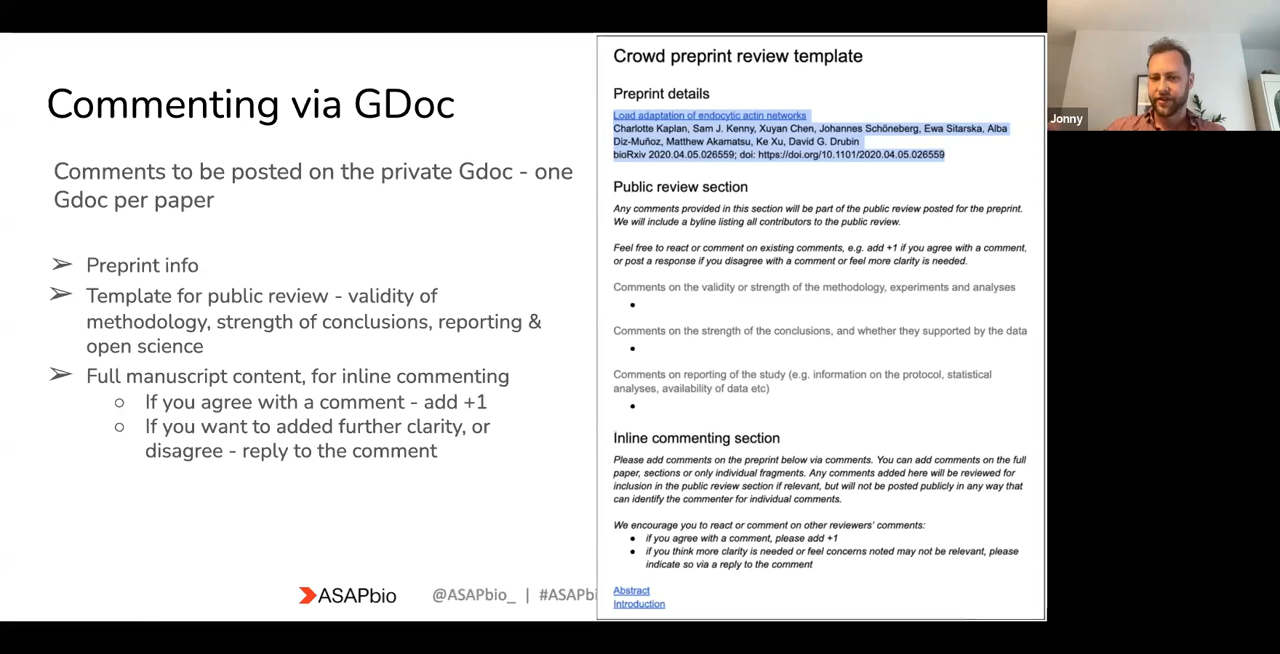 Commenting via GDoc
Comments to be posted on the private Gdoc - one
Gdoc per paper
➢ Preprint info
➢ Template for public review - validity of
methodology, strength of conclusions, reporting &
open science
➢ Full manuscript content, for inline commenting
○ If you agree with a comment - add +1
○ If you want to added further clarity, or
disagree - reply to the comment
ASAPbio
@ASAPbio_ | #ASAPbi
Crowd preprint review template
Preprint details
Load adaptation of endocytic actin networks
Charlotte Kaplan, Sam J. Kenny, Xuyan Chen, Johannes Schöneberg, Ewa Sitarska, Alba
Diz-Muñoz, Matthew Akamatsu, Ke Xu, David G. Drubin
bioRxiv 2020.04.05.026559; doi: https://doi.org/10.1101/2020.04.05.026559
Public review section
Any comments provided in this section will be part of the public review posted for the preprint.
We will include a byline listing all contributors to the public review.
Feel free to react or comment on existing comments, e.g. add +1 if you agree with a comment,
or post a response if you disagree with a comment or feel more clarity is needed.
Comments on the validity or strength of the methodology, experiments and analyses
●
Comments on the strength of the conclusions, and whether they supported by the data
●
Comments on reporting of the study (e.g. information on the protocol, statistical
analyses, availability of data etc)
●
Inline commenting section
Please add comments on the preprint below via comments. You can add comments on the full
paper, sections or only individual fragments. Any comments added here will be reviewed for
inclusion in the public review section if relevant, but will not be posted publicly in any way that
can identify the commenter for individual comments.
We encourage you to react or comment on other reviewers' comments:
● if you agree with a comment, please add +1
● if you think more clarity is needed or feel concerns noted may not be relevant, please
indicate so via a reply to the comment
Abstract
Introduction
Jonny